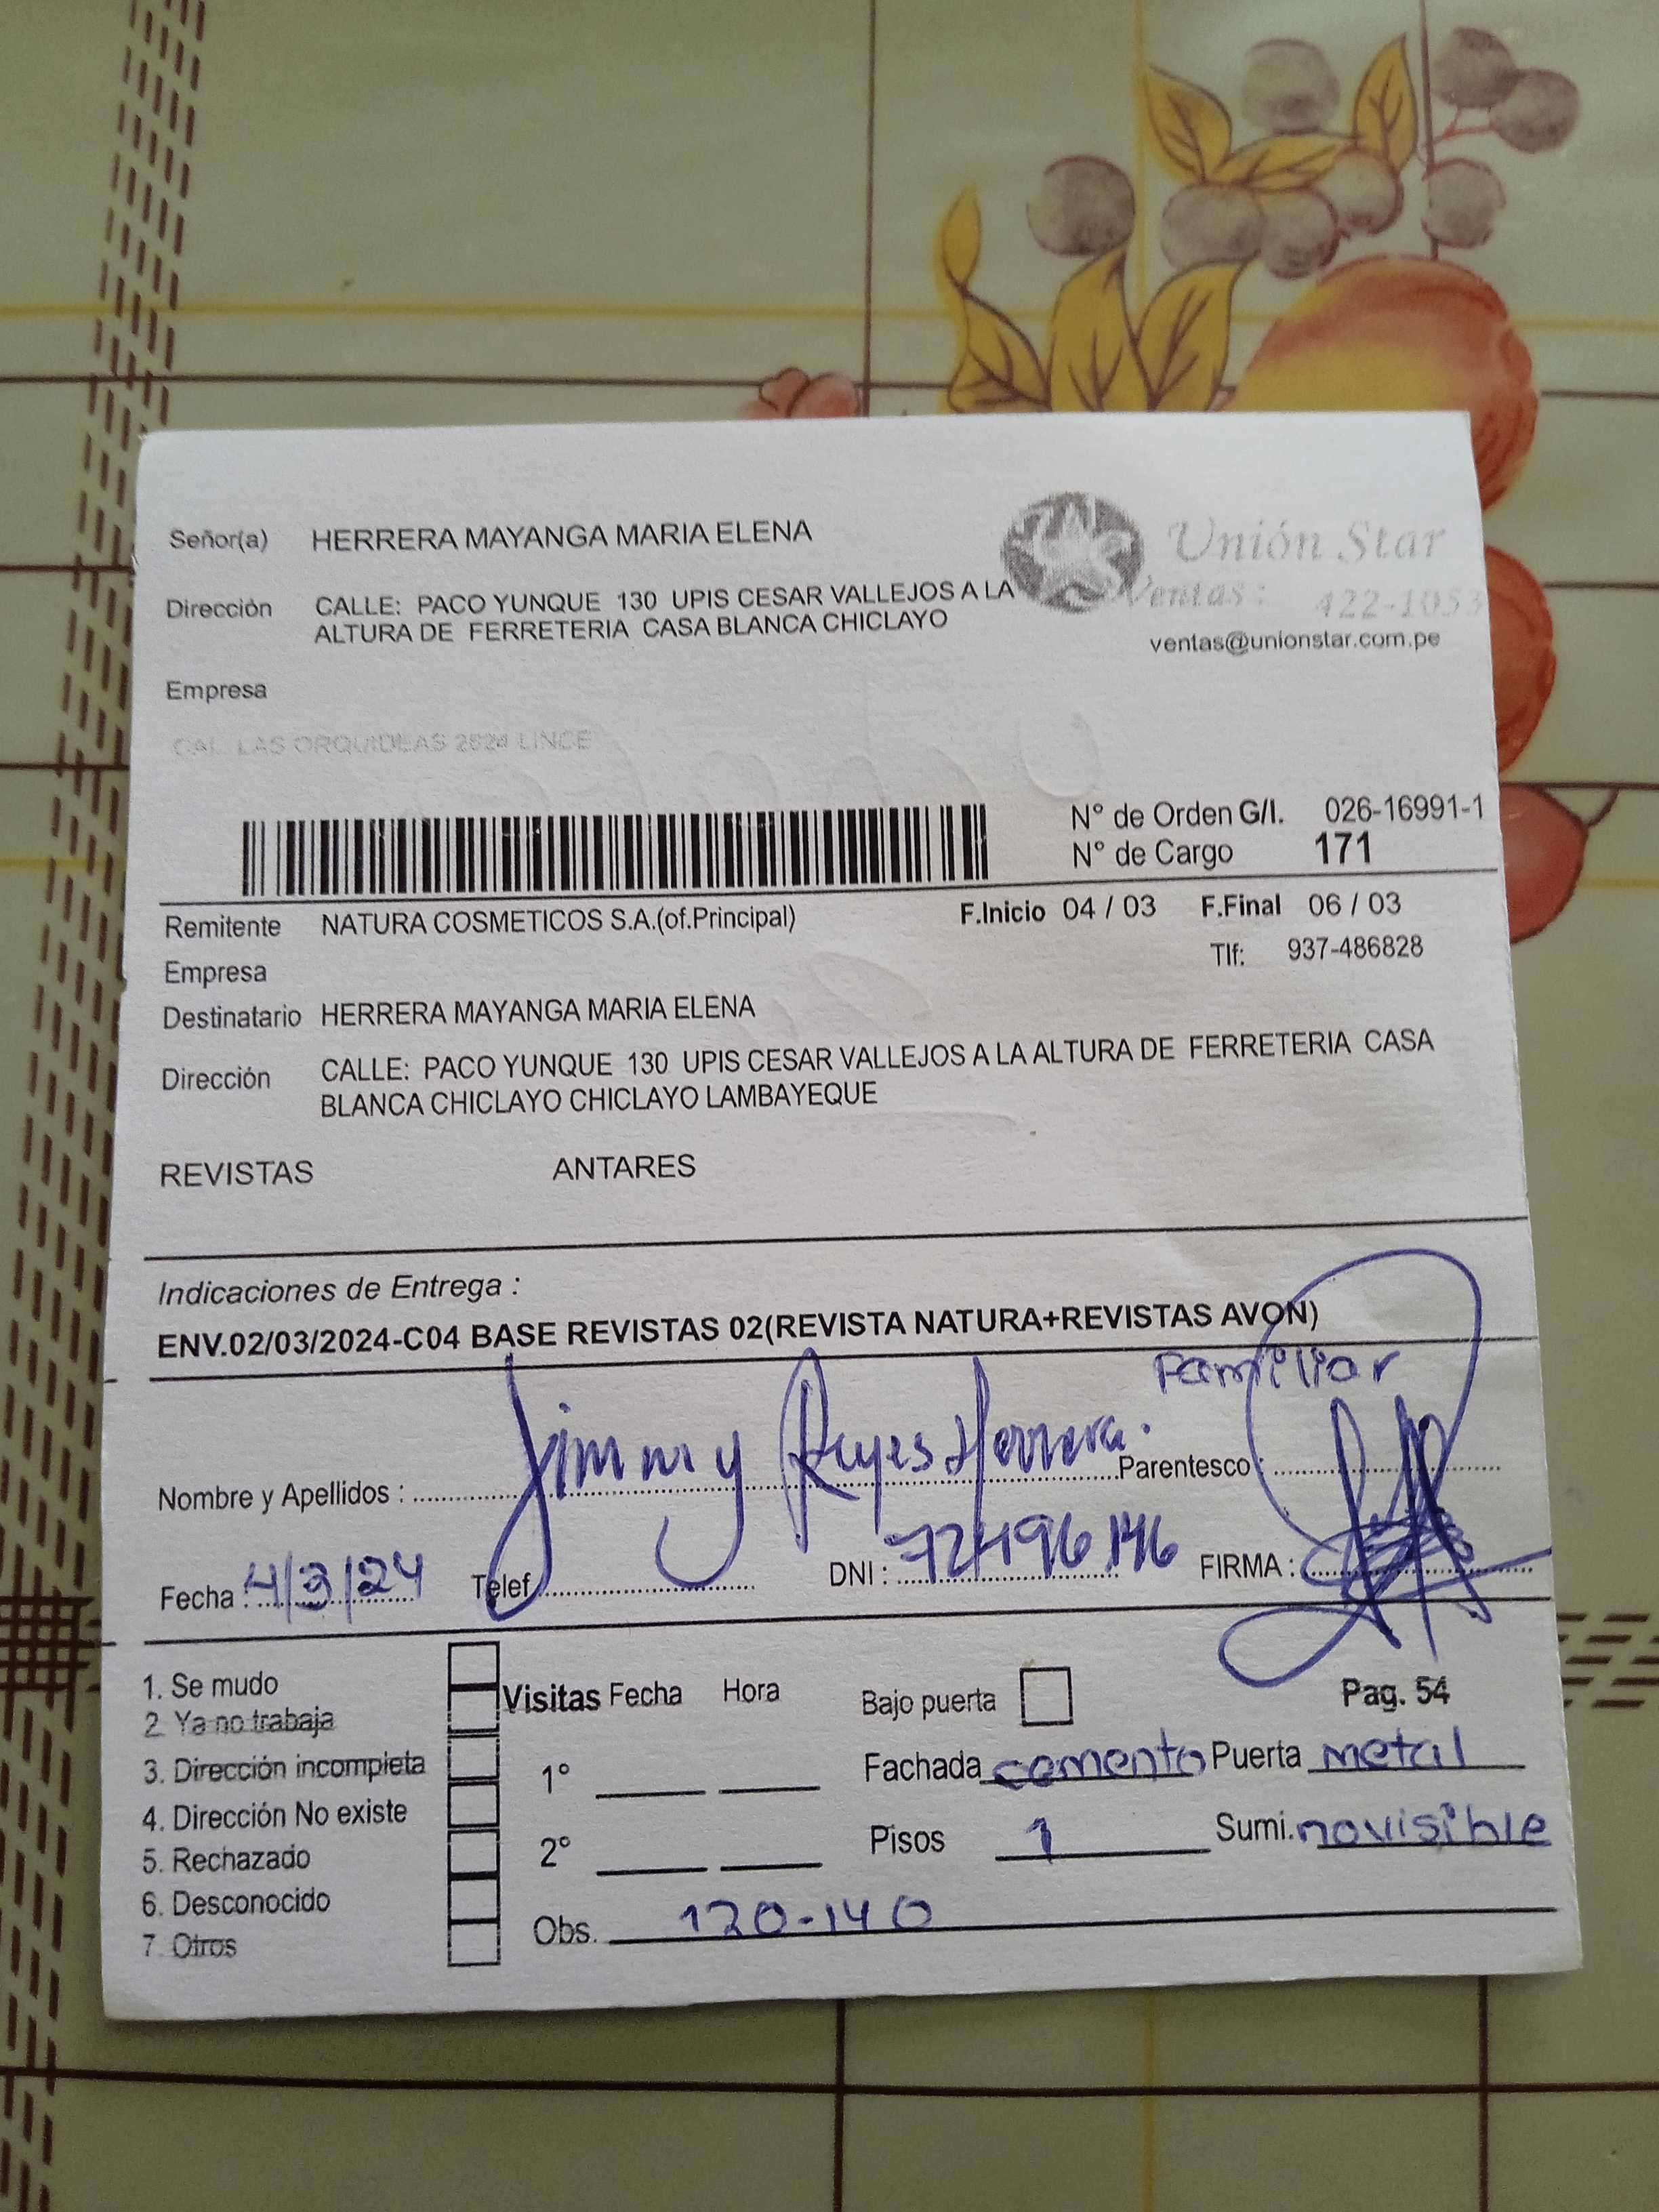 Señor(a) HERRERA MAYANGA MARIA ELENA
Unión Star
Ventas: 422-1053
ventas@unionstar.com.pe
Dirección CALLE: PACO YUNQUE 130 UPIS CESAR VALLEJOS A LA
ALTURA DE FERRETERIA CASA BLANCA CHICLAYO
Empresa
CAL. LAS ORQUIDEAS 2624 LINCE
N° de Orden G/I. 026-16991-1
N° de Cargo 171
Remitente NATURA COSMETICOS S.A.(of.Principal) F.Inicio 04 / 03 F.Final 06 / 03
Empresa Tlf: 937-486828
Destinatario HERRERA MAYANGA MARIA ELENA
Dirección CALLE: PACO YUNQUE 130 UPIS CESAR VALLEJOS A LA ALTURA DE FERRETERIA CASA
BLANCA CHICLAYO CHICLAYO LAMBAYEQUE
REVISTAS ANTARES
Indicaciones de Entrega :
ENV.02/03/2024-C04 BASE REVISTAS 02(REVISTA NATURA+REVISTAS AVON)
Familiar
Nombre y Apellidos : Jimmy Reyes Herrera. Parentesco :
Fecha : 4/3/24 Telef. DNI : 72496146 FIRMA :
1. Se mudo
2. Ya no trabaja
3. Dirección incompleta
4. Dirección No existe
5. Rechazado
6. Desconocido
7. Otros
Visitas Fecha Hora
1°
2°
Bajo puerta Pag. 54
Fachada cemento Puerta metal
Pisos 1 Sumi. no visible
Obs. 120-140